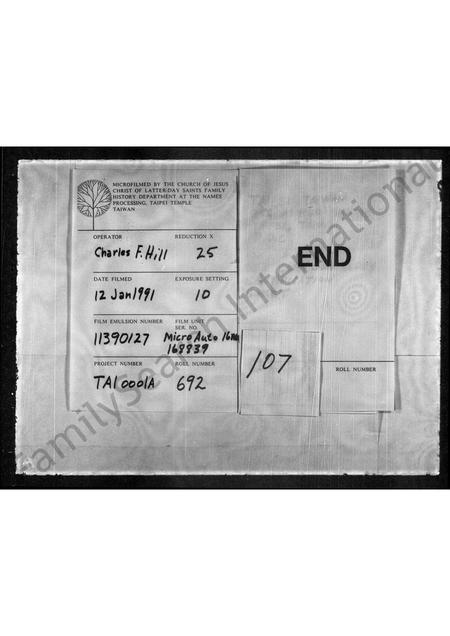 MICROFILMED BY THE CHURCH OF JESUS
CHRIST OF LATTER-DAY SAINTS FAMILY
HISTORY DEPARTMENT AT THE NAMES
PROCESSING, TAIPEI TEMPLE
TAIWAN
OPERATOR REDUCTION X
Charles F. Hill 25
DATE FILMED EXPOSURE SETTING
12 Jan 1991 10
FILM EMULSION NUMBER FILM UNIT
SER. NO.
11390127 Micro Auto 16
168839
PROJECT NUMBER ROLL NUMBER
TA10001A 692
END
107
ROLL NUMBER
familysearch International